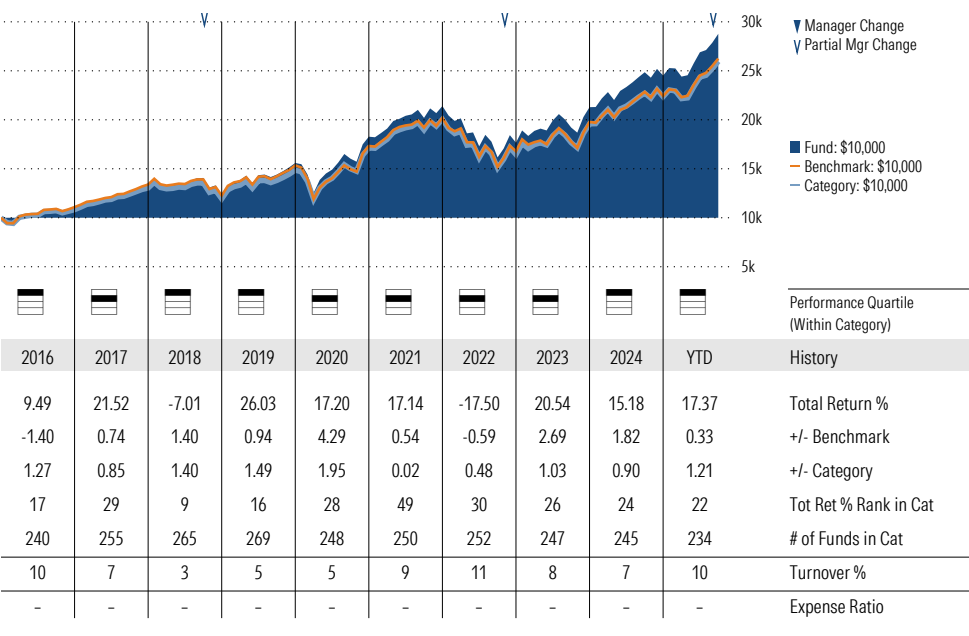 30k
25k
20k
15k
10k
5k
Manager Change
Partial Mgr Change
Fund: $10,000
Benchmark: $10,000
Category: $10,000
Performance Quartile
(Within Category)
2016 2017 2018 2019 2020 2021 2022 2023 2024 YTD History
9.49 21.52 -7.01 26.03 17.20 17.14 -17.50 20.54 15.18 17.37 Total Return %
-1.40 0.74 1.40 0.94 4.29 0.54 -0.59 2.69 1.82 0.33 +/- Benchmark
1.27 0.85 1.40 1.49 1.95 0.02 0.48 1.03 0.90 1.21 +/- Category
17 29 9 16 28 49 30 26 24 22 Tot Ret % Rank in Cat
240 255 265 269 248 250 252 247 245 234 # of Funds in Cat
10 7 3 5 5 9 11 8 7 10 Turnover %
– – – – – – – – – – Expense Ratio